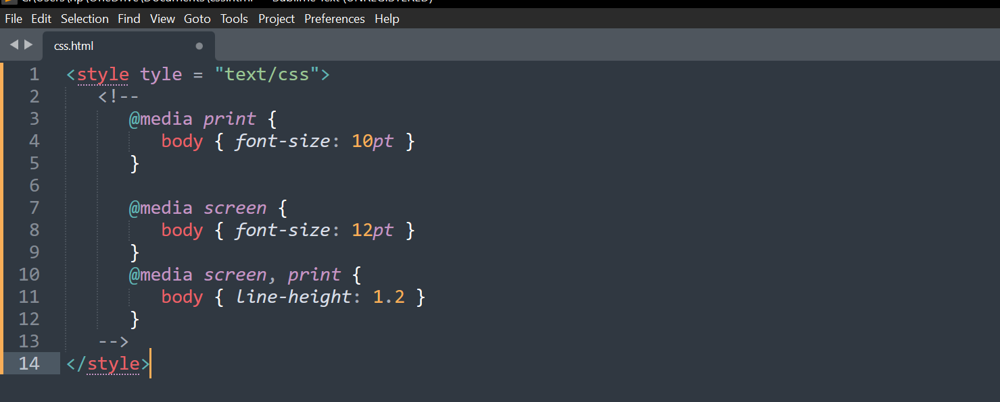 File Edit Selection Find View Goto Tools Project Preferences Help
css.html
1 <style tyle = "text/css">
2 <!--
3 @media print {
4 body { font-size: 10pt }
5 }
6
7 @media screen {
8 body { font-size: 12pt }
9 }
10 @media screen, print {
11 body { line-height: 1.2 }
12 }
13 -->
14 </style>